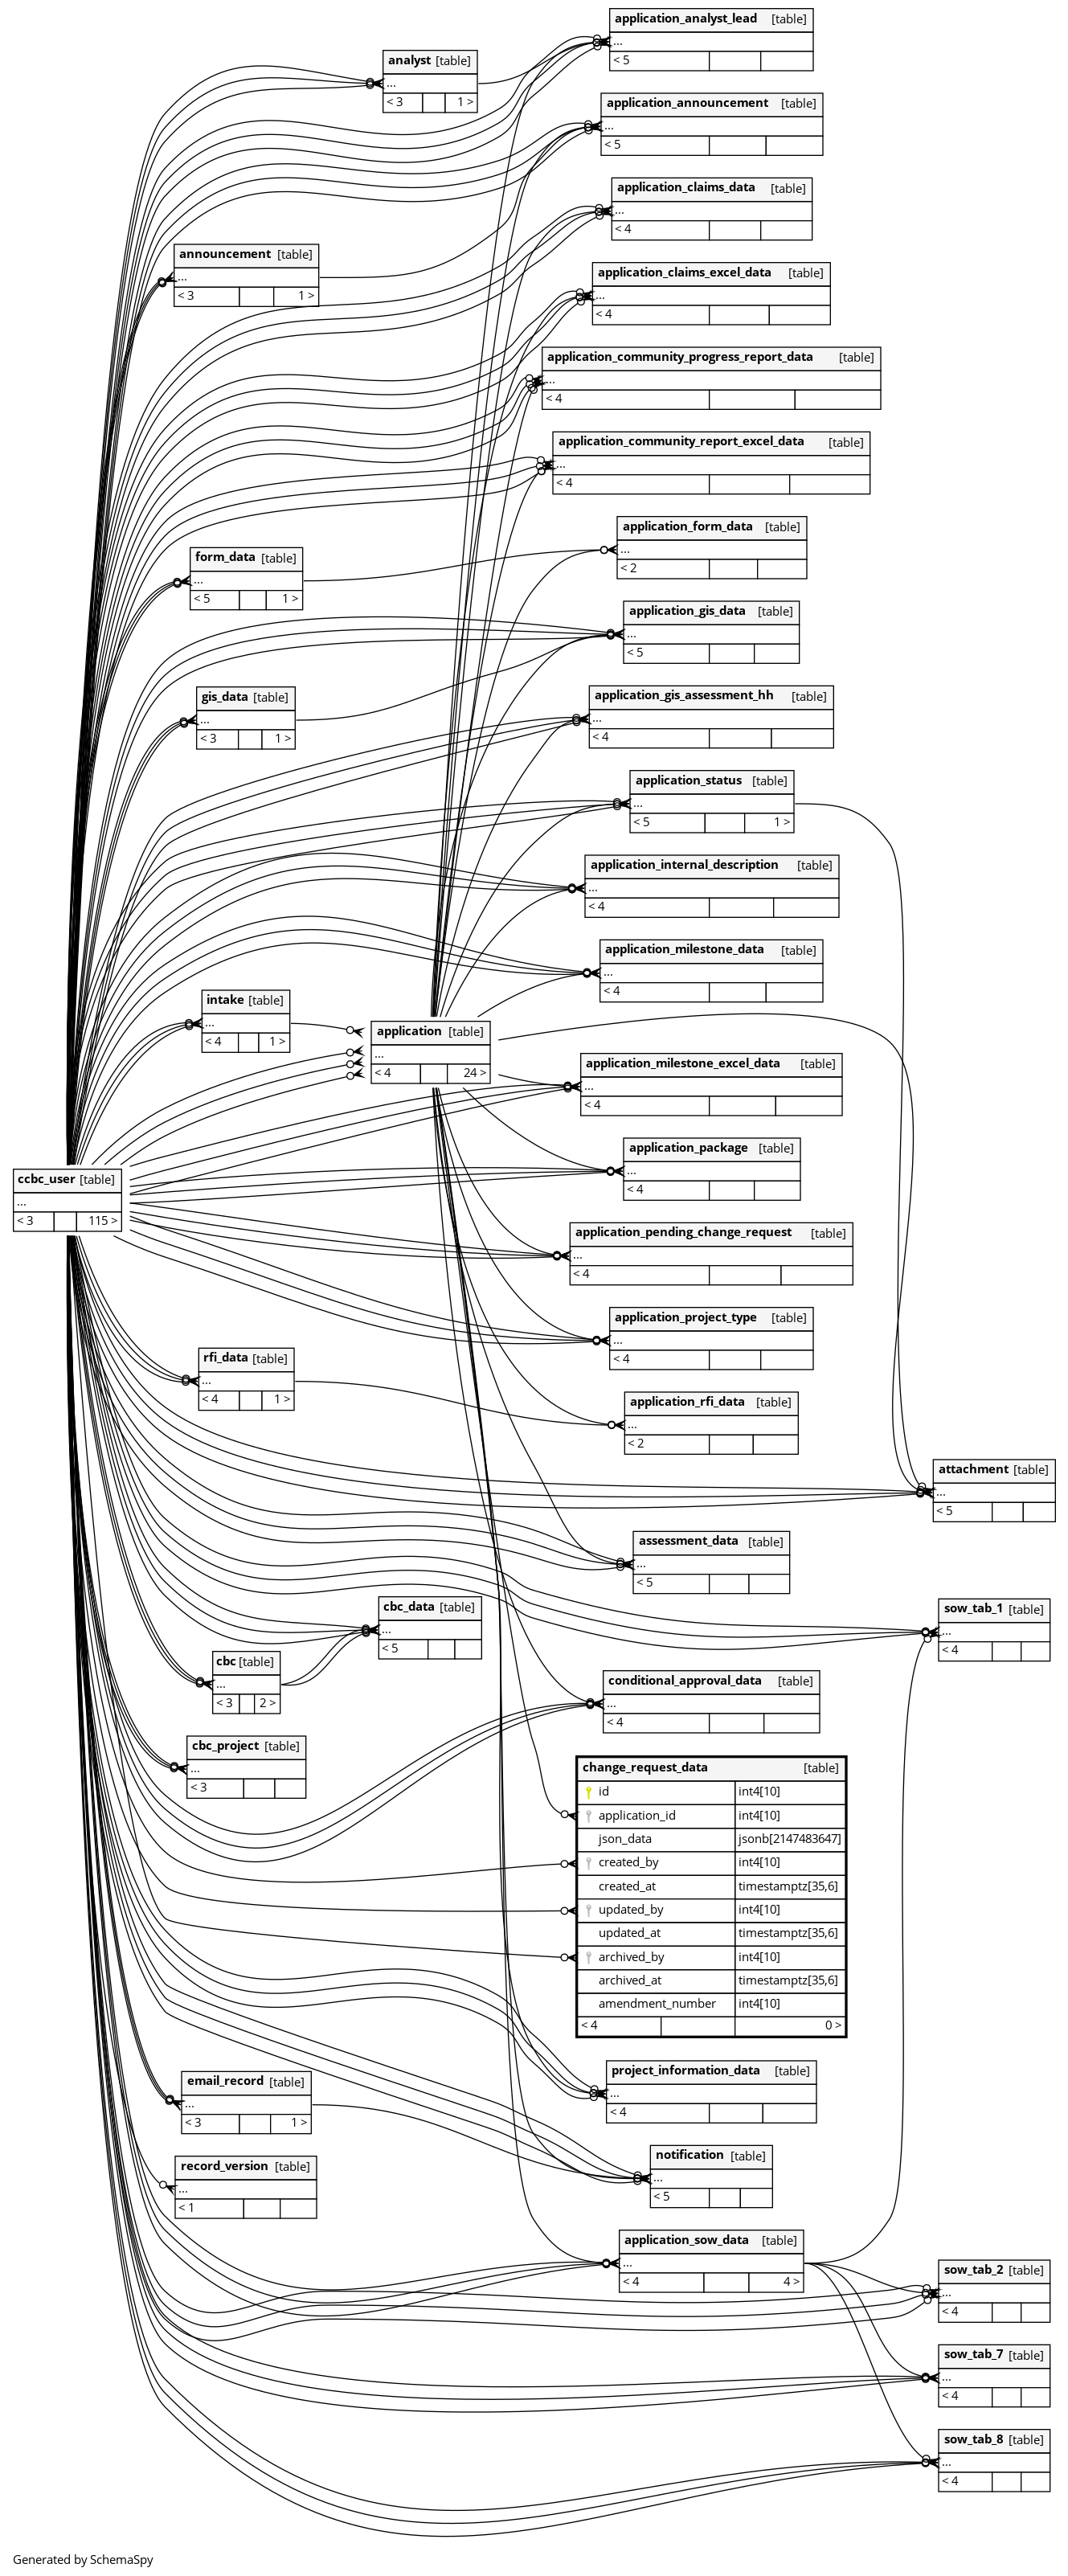 application_analyst_lead [table]
...
< 5
analyst [table]
...
< 3 1 >
application_announcement [table]
...
< 5
application_claims_data [table]
...
< 4
announcement [table]
...
< 3 1 >
application_claims_excel_data [table]
...
< 4
application_community_progress_report_data [table]
...
< 4
application_community_report_excel_data [table]
...
< 4
application_form_data [table]
...
< 2
form_data [table]
...
< 5 1 >
application_gis_data [table]
...
< 5
gis_data [table]
...
< 3 1 >
application_gis_assessment_hh [table]
...
< 4
application_status [table]
...
< 5 1 >
application_internal_description [table]
...
< 4
application_milestone_data [table]
...
< 4
intake [table]
...
< 4 1 >
application [table]
...
< 4 24 >
application_milestone_excel_data [table]
...
< 4
application_package [table]
...
< 4
ccbc_user [table]
...
< 3 115 >
application_pending_change_request [table]
...
< 4
application_project_type [table]
...
< 4
rfi_data [table]
...
< 4 1 >
application_rfi_data [table]
...
< 2
attachment [table]
...
< 5
assessment_data [table]
...
< 5
cbc_data [table]
...
< 5
sow_tab_1 [table]
...
< 4
cbc [table]
...
< 3 2 >
conditional_approval_data [table]
...
< 4
cbc_project [table]
...
< 3
change_request_data [table]
id int4[10]
application_id int4[10]
json_data jsonb[2147483647]
created_by int4[10]
created_at timestamptz[35,6]
updated_by int4[10]
updated_at timestamptz[35,6]
archived_by int4[10]
archived_at timestamptz[35,6]
amendment_number int4[10]
< 4 0 >
project_information_data [table]
...
< 4
email_record [table]
...
< 3 1 >
notification [table]
...
< 5
record_version [table]
...
< 1
application_sow_data [table]
...
< 4 4 >
sow_tab_2 [table]
...
< 4
sow_tab_7 [table]
...
< 4
sow_tab_8 [table]
...
< 4
Generated by SchemaSpy